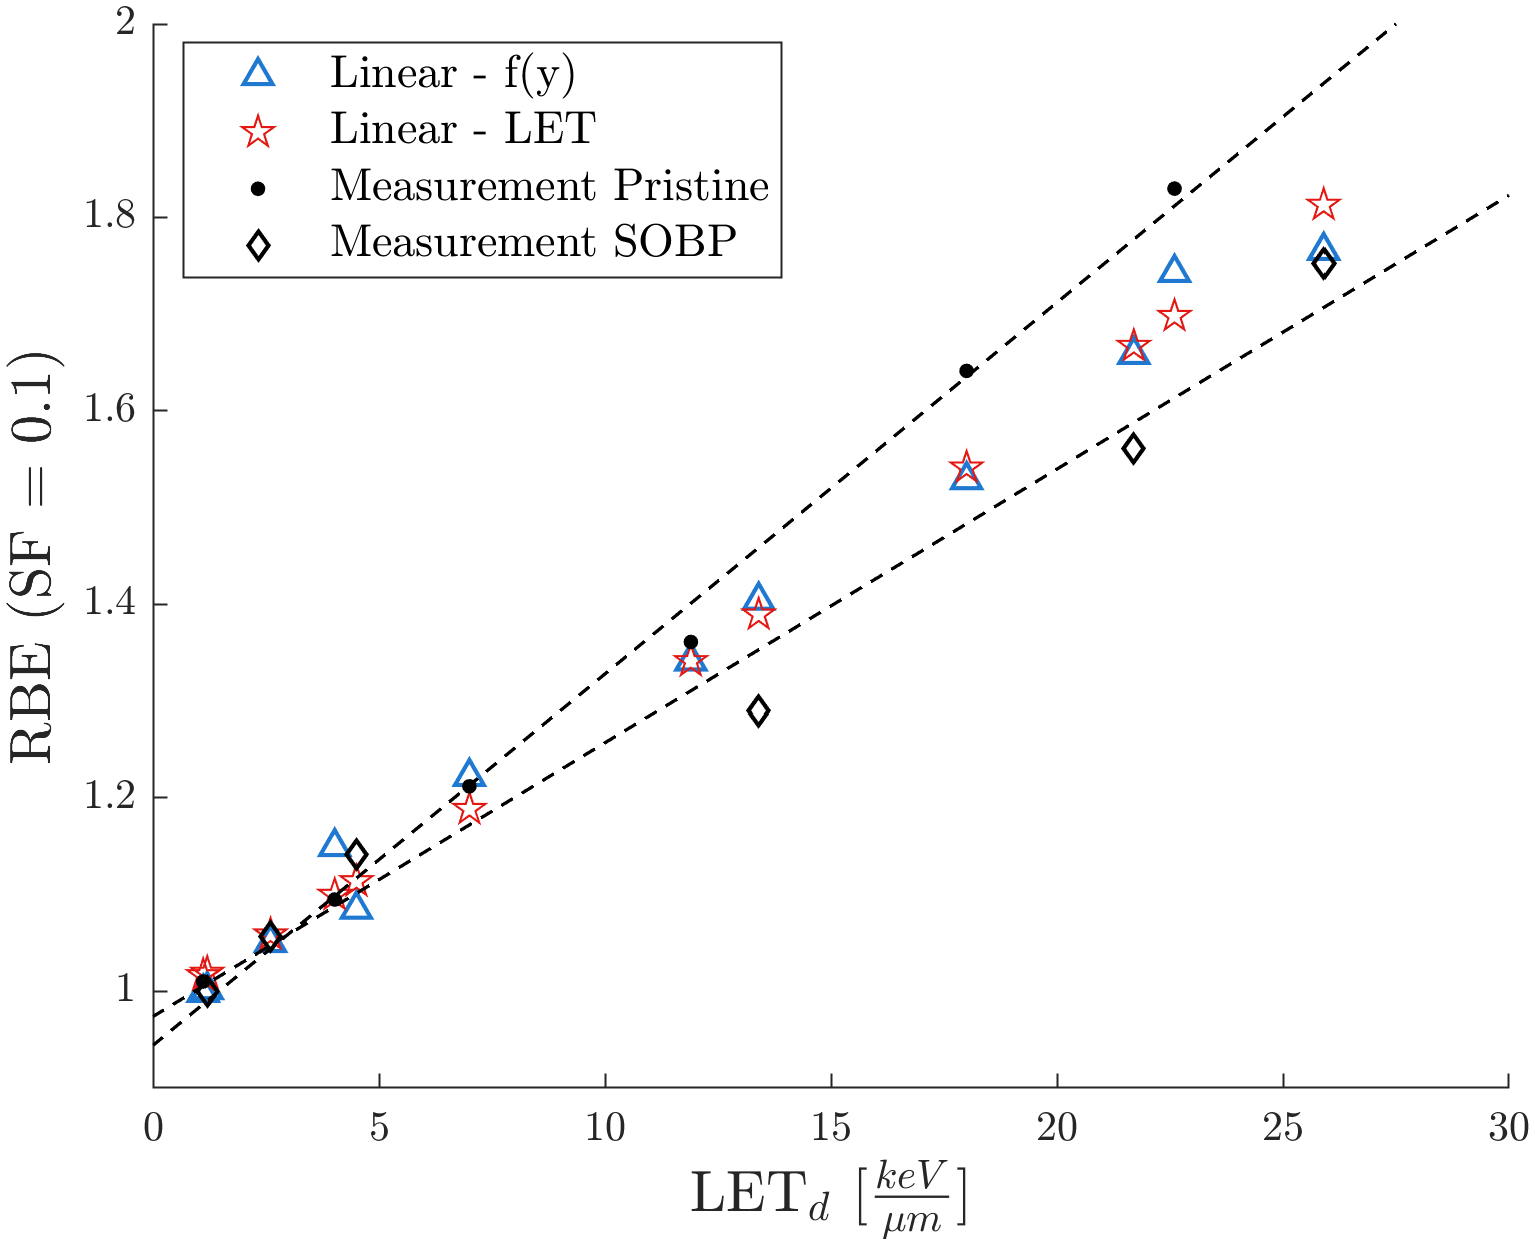 2
1.8
1.6
1.4
1.2
1
RBE (SF = 0.1)
Linear - f(y)
Linear - LET
Measurement Pristine
Measurement SOBP
0 5 10 15 20 25 30
LET_d [keV/μm]